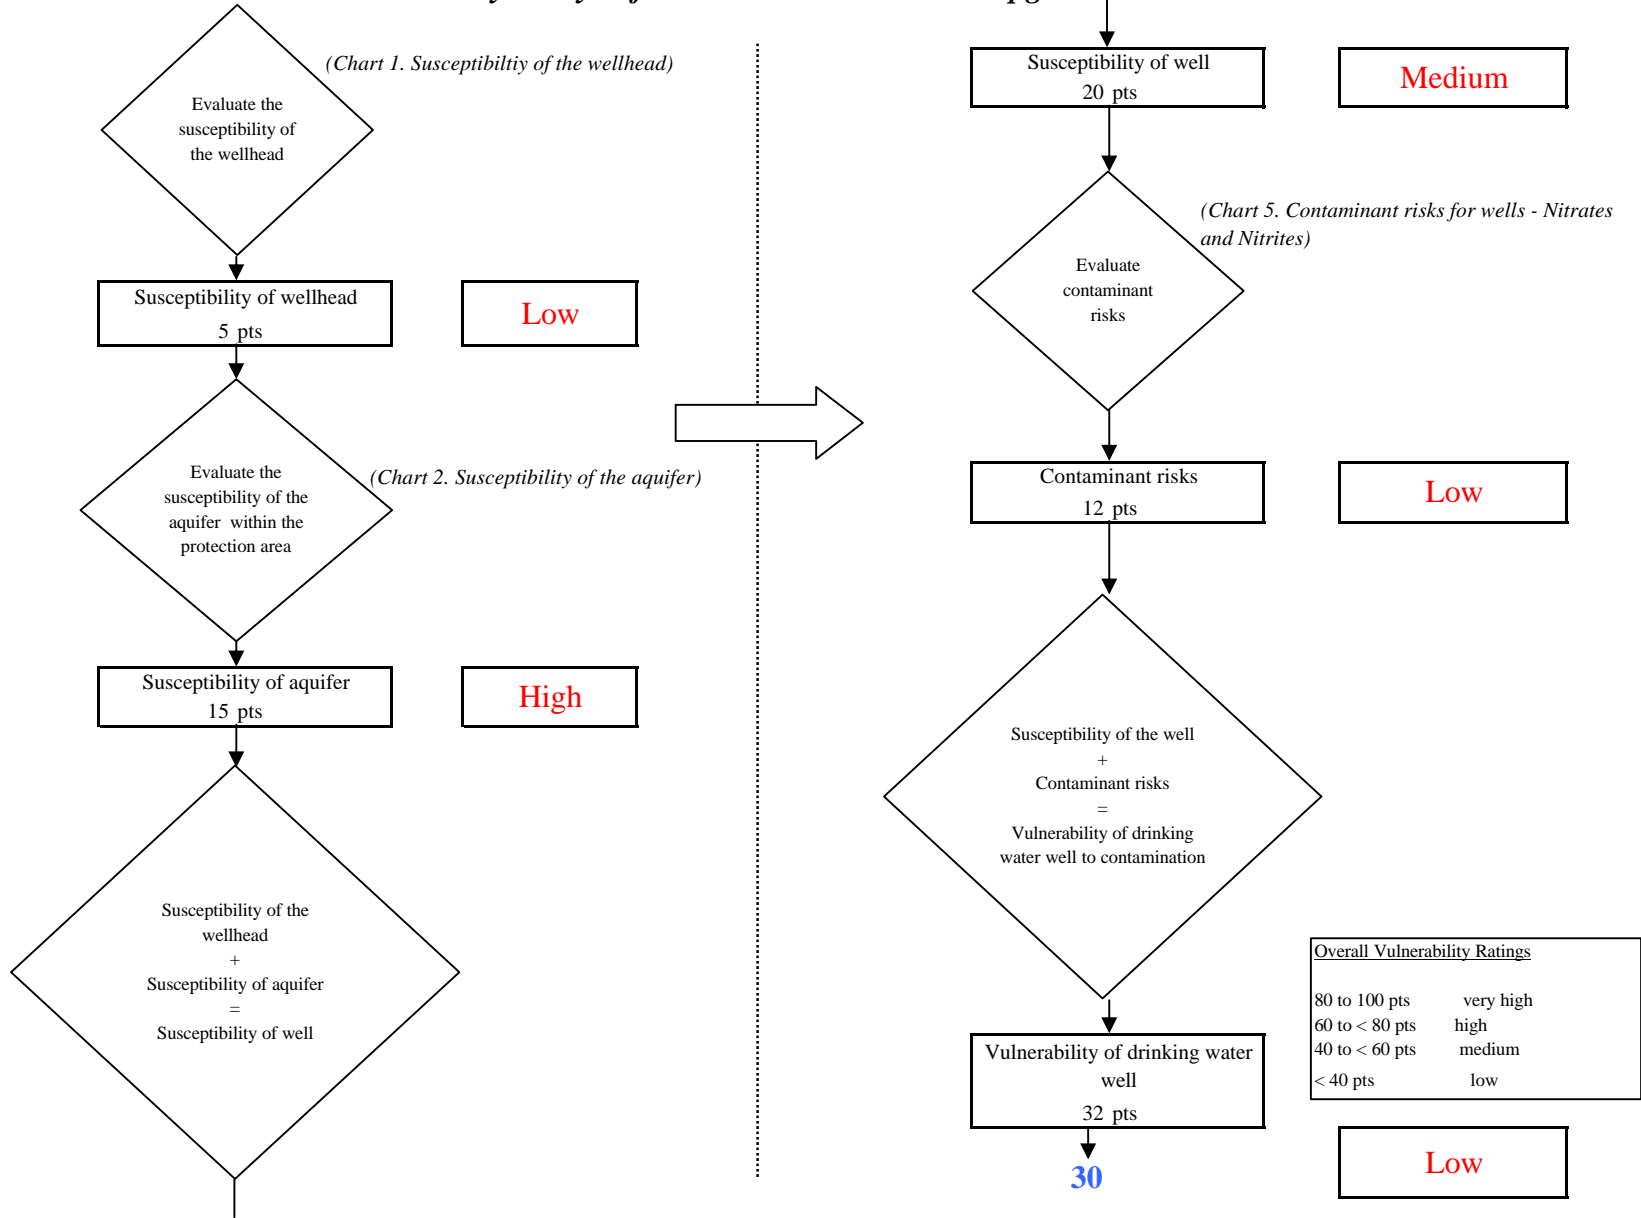 (Chart 1. Susceptibiltiy of the wellhead)
Evaluate the
susceptibility of
the wellhead
Susceptibility of wellhead
5 pts
Low
(Chart 2. Susceptibility of the aquifer)
Evaluate the
susceptibility of the
aquifer within the
protection area
Susceptibility of aquifer
15 pts
High
Susceptibility of the
wellhead
+
Susceptibility of aquifer
=
Susceptibility of well
Susceptibility of well
20 pts
Medium
(Chart 5. Contaminant risks for wells - Nitrates
and Nitrites)
Evaluate
contaminant
risks
Contaminant risks
12 pts
Low
Susceptibility of the well
+
Contaminant risks
=
Vulnerability of drinking
water well to contamination
Overall Vulnerability Ratings
80 to 100 pts very high
60 to < 80 pts high
40 to < 60 pts medium
< 40 pts low
Vulnerability of drinking water
well
32 pts
30
Low